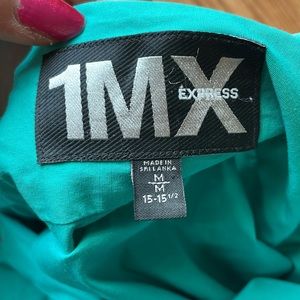 1MX
EXPRESS
MADE IN
SRI LANKA
M
M
15-15 1/2